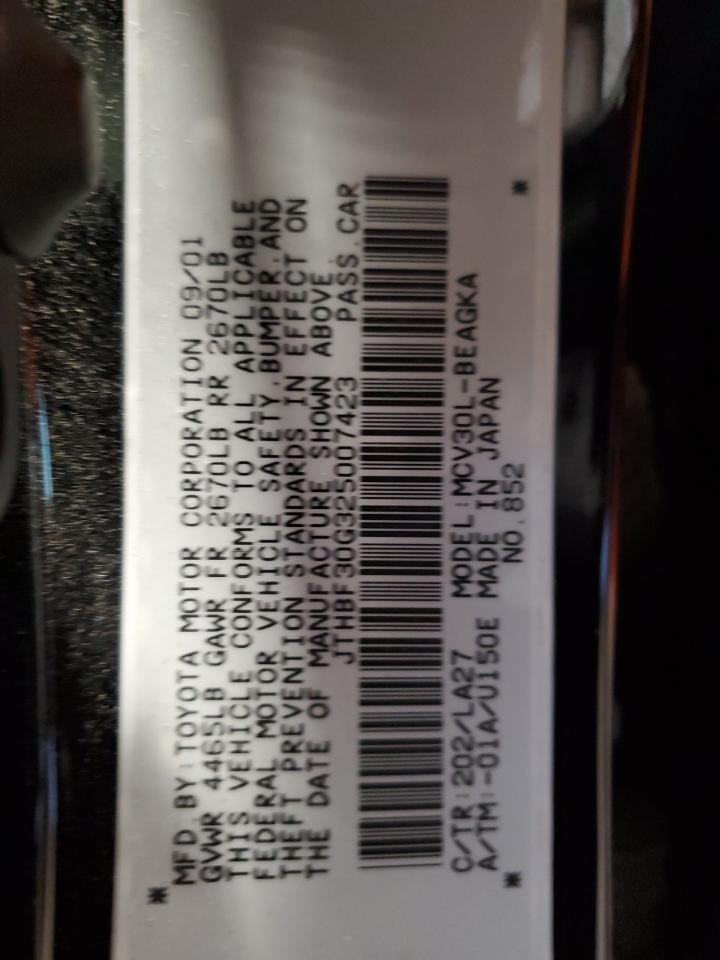 MFD. BY: TOYOTA MOTOR CORPORATION 09/01
GVWR 4465LB GAWR FR 2670LB RR 2670LB
THIS VEHICLE CONFORMS TO ALL APPLICABLE
FEDERAL MOTOR VEHICLE SAFETY, BUMPER, AND
THEFT PREVENTION STANDARDS IN EFFECT ON
THE DATE OF MANUFACTURE SHOWN ABOVE.
JTHBF30G325007423 PASS. CAR
C/TR: 202/LA27 MODEL: MCV30L-BEAGKA
A/TM: -01A/U150E MADE IN JAPAN
NO. 852